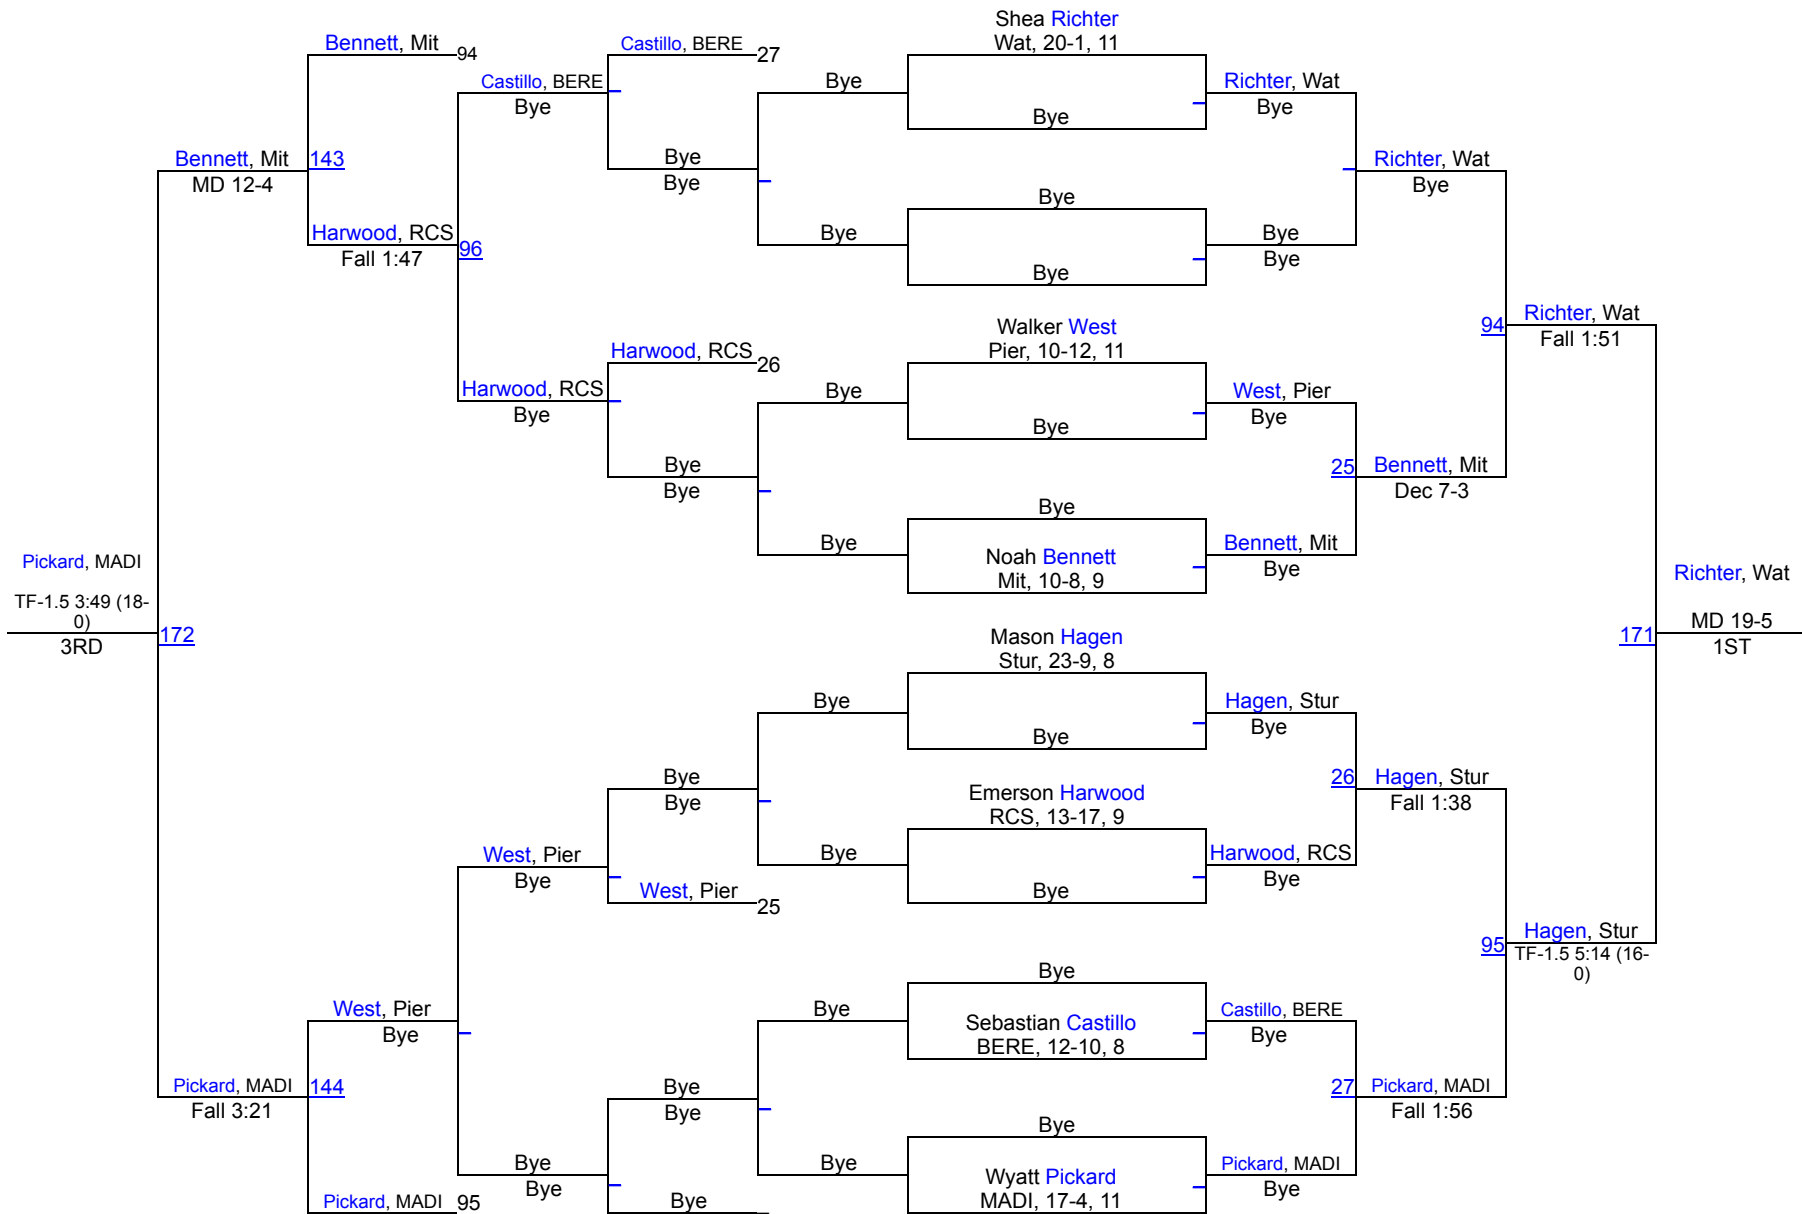 Shea Richter
Wat, 20-1, 11
Bennett, Mit
94
Castillo, BERE
27
Castillo, BERE
Bye
Bye
Bye
Richter, Wat
Bye
Bennett, Mit
143
MD 12-4
Bye
Bye
Richter, Wat
Bye
Harwood, RCS
Fall 1:47
96
Bye
Bye
Bye
Bye
Bye
Walker West
Pier, 10-12, 11
94
Richter, Wat
Fall 1:51
Harwood, RCS
26
Harwood, RCS
Bye
Bye
Bye
West, Pier
Bye
Bye
Bye
25
Bennett, Mit
Dec 7-3
Bye
Bye
Noah Bennett
Mit, 10-8, 9
Bennett, Mit
Bye
Pickard, MADI
TF-1.5 3:49 (18-
0)
3RD
172
Richter, Wat
MD 19-5
1ST
171
Mason Hagen
Stur, 23-9, 8
Bye
Bye
Hagen, Stur
Bye
Bye
Bye
26
Hagen, Stur
Fall 1:38
Emerson Harwood
RCS, 13-17, 9
West, Pier
Bye
Bye
Bye
Harwood, RCS
Bye
West, Pier
25
95
Hagen, Stur
TF-1.5 5:14 (16-
0)
Bye
West, Pier
Bye
Bye
Sebastian Castillo
BERE, 12-10, 8
Castillo, BERE
Bye
Pickard, MADI
144
Fall 3:21
Bye
Bye
27
Pickard, MADI
Fall 1:56
Bye
Bye
Bye
Bye
Wyatt Pickard
MADI, 17-4, 11
Pickard, MADI
Bye
Pickard, MADI
95
Bye